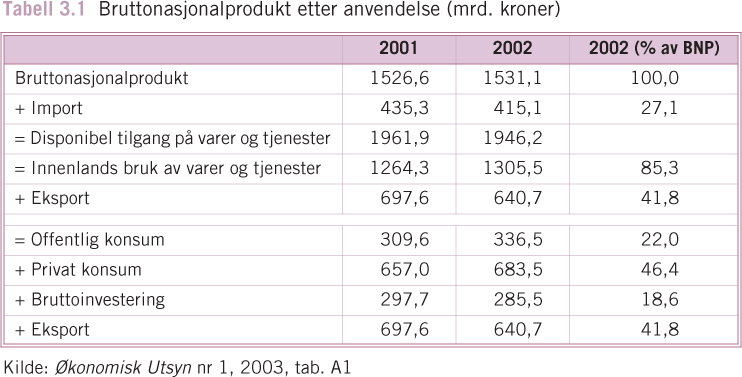 Tabell 3.1 Bruttonasjonalprodukt etter anvendelse (mrd. kroner)
2001 2002 2002 (% av BNP)
Bruttonasjonalprodukt 1526,6 1531,1 100,0
+ Import 435,3 415,1 27,1
= Disponibel tilgang på varer og tjenester 1961,9 1946,2
= Innenlands bruk av varer og tjenester 1264,3 1305,5 85,3
+ Eksport 697,6 640,7 41,8
= Offentlig konsum 309,6 336,5 22,0
+ Privat konsum 657,0 683,5 46,4
+ Bruttoinvestering 297,7 285,5 18,6
+ Eksport 697,6 640,7 41,8
Kilde: Økonomisk Utsyn nr 1, 2003, tab. A1